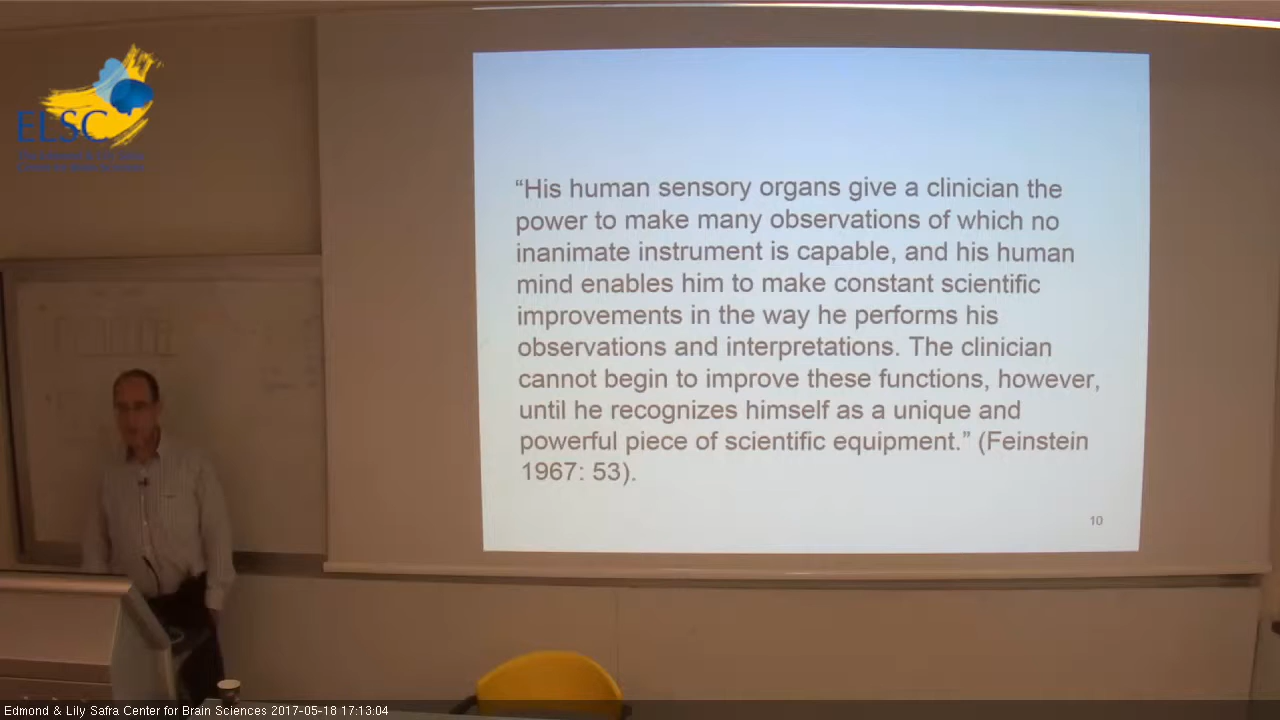 ELSC
“His human sensory organs give a clinician the
power to make many observations of which no
inanimate instrument is capable, and his human
mind enables him to make constant scientific
improvements in the way he performs his
observations and interpretations. The clinician
cannot begin to improve these functions, however,
until he recognizes himself as a unique and
powerful piece of scientific equipment.” (Feinstein
1967: 53).
10
Edmond & Lily Safra Center for Brain Sciences 2017-05-18 17:13:04